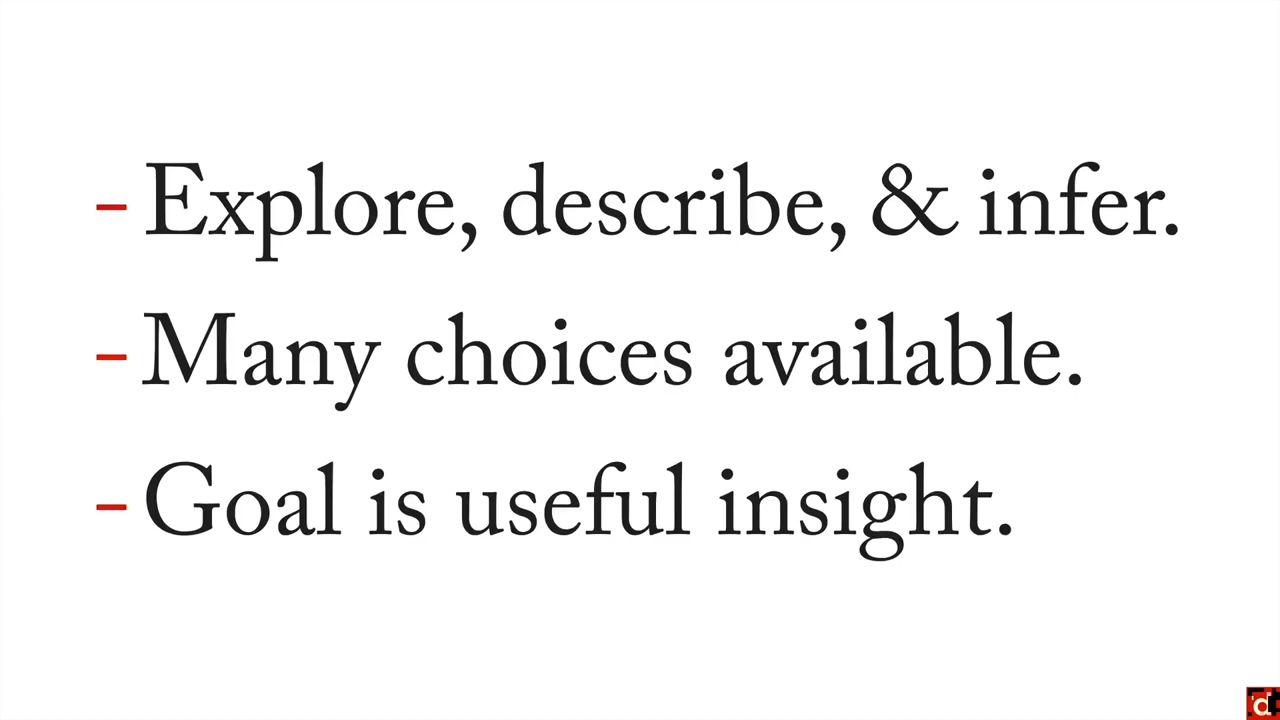 - Explore, describe, & infer.
- Many choices available.
- Goal is useful insight.
d